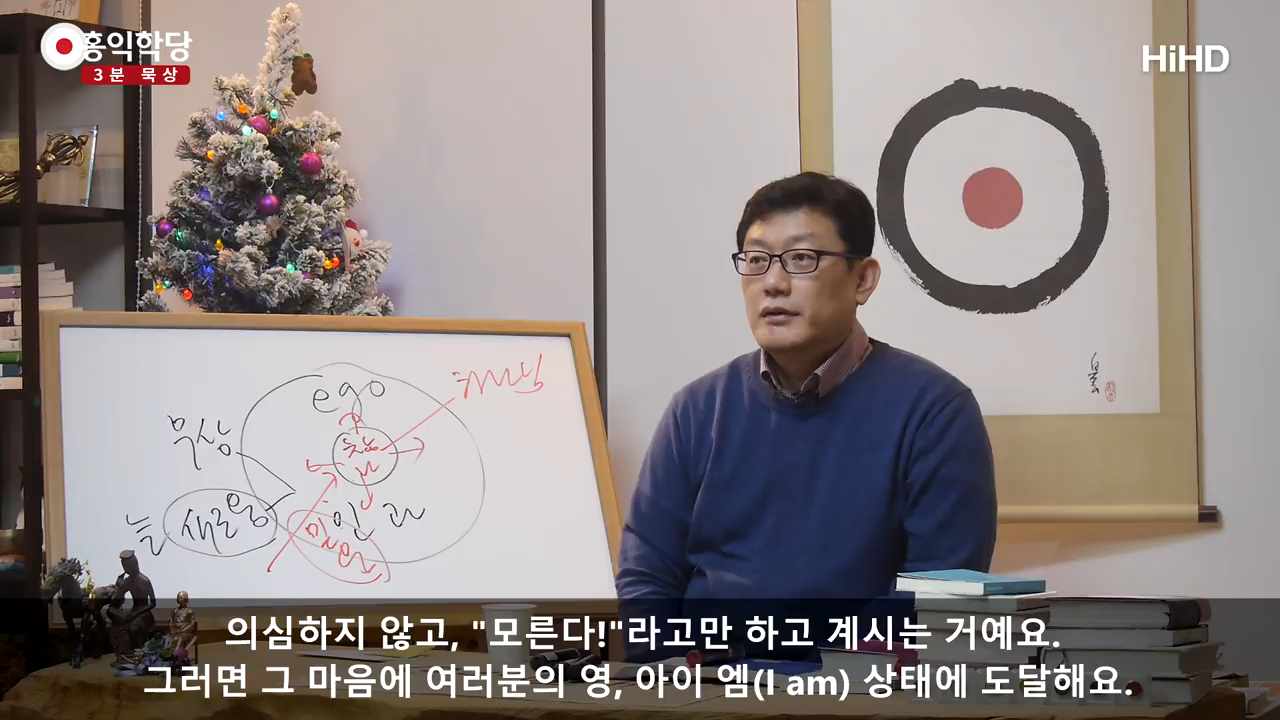 홍익학당
3분 묵상
HiHD
ego
무상
늘 새로움
인과
의심하지 않고, "모른다!"라고만 하고 계시는 거예요.
그러면 그 마음에 여러분의 영, 아이 엠(I am) 상태에 도달해요.